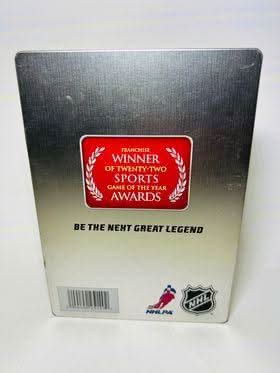 FRANCHISE
WINNER
OF TWENTY-TWO
SPORTS
GAME OF THE YEAR
AWARDS
BE THE NEXT GREAT LEGEND
NHLPA
NHL